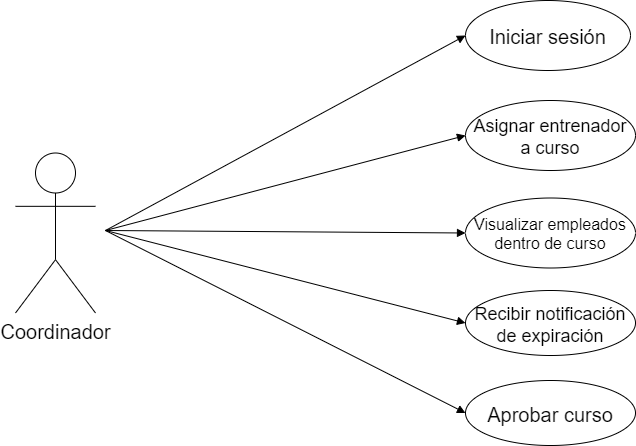 Iniciar sesión
Asignar entrenador
a curso
Visualizar empleados
dentro de curso
Recibir notificación
de expiración
Aprobar curso
Coordinador